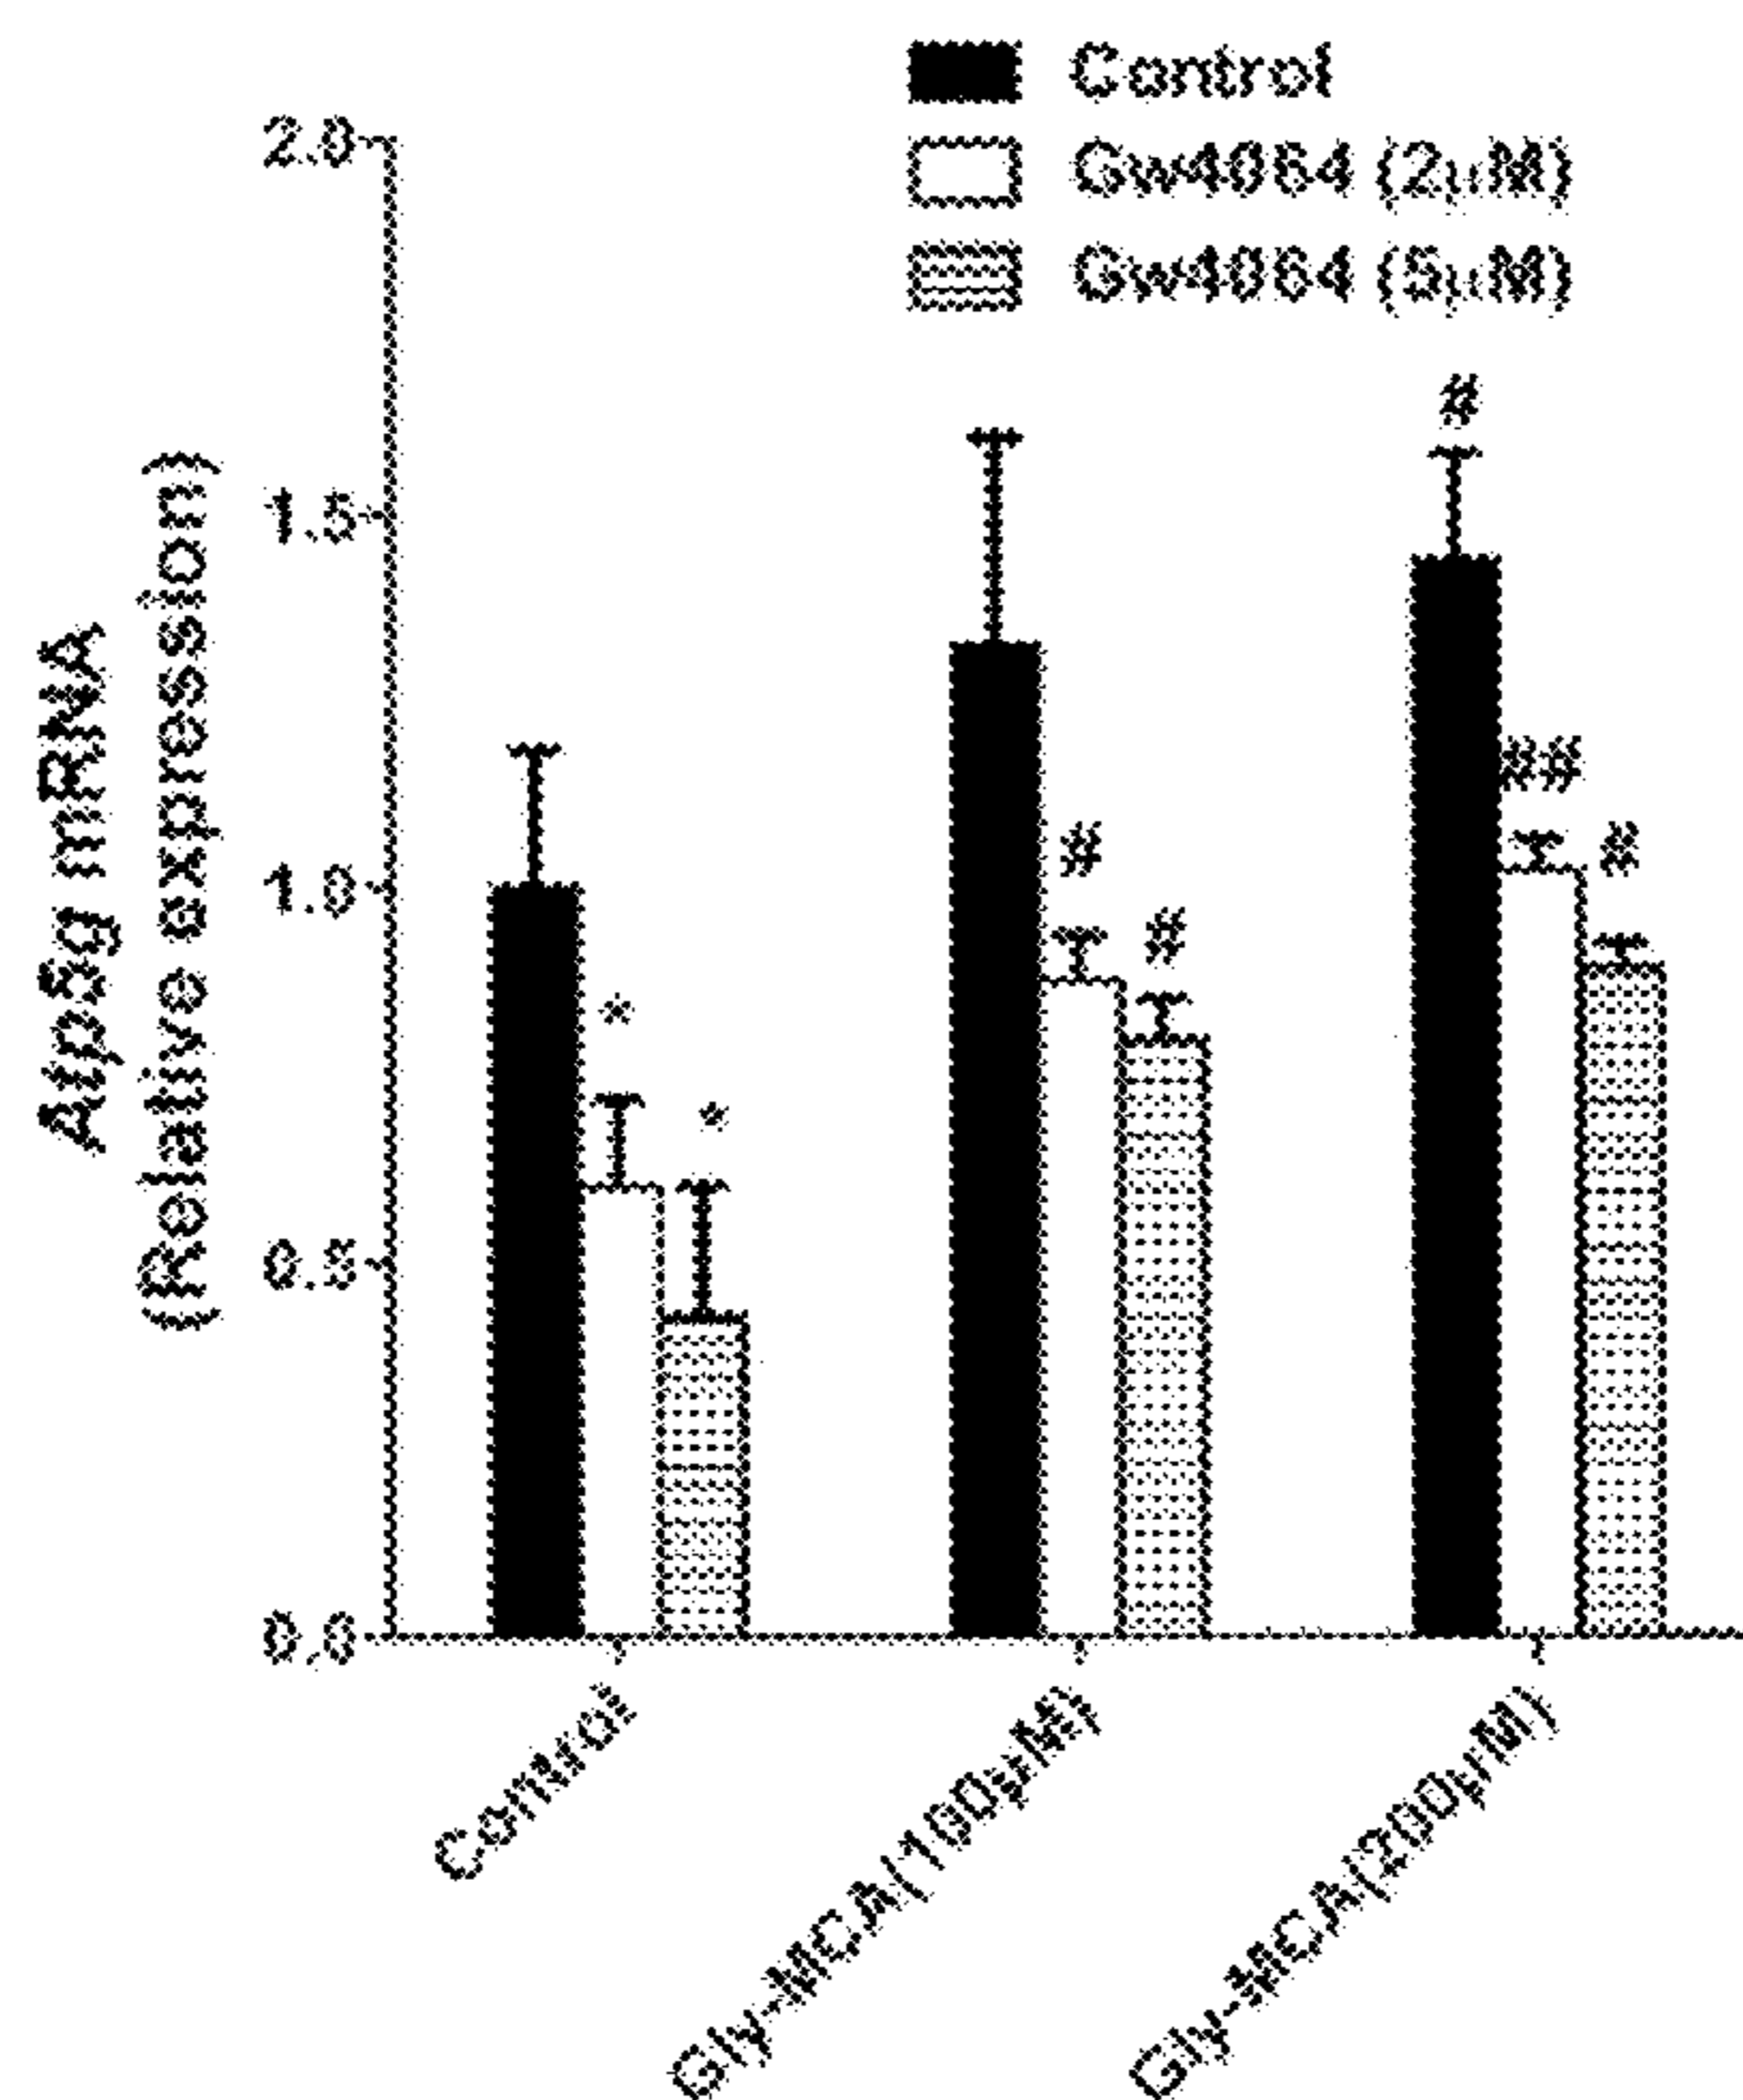 Control
Gw4064 (2μM)
Gw4064 (5μM)
2.0
1.5
1.0
0.5
0.0
Atp5g mRNA
(Relative expression)
*
*
#
#
#
##
#
Control
Gly-MCA(100μM)
Gly-MCA(200μM)